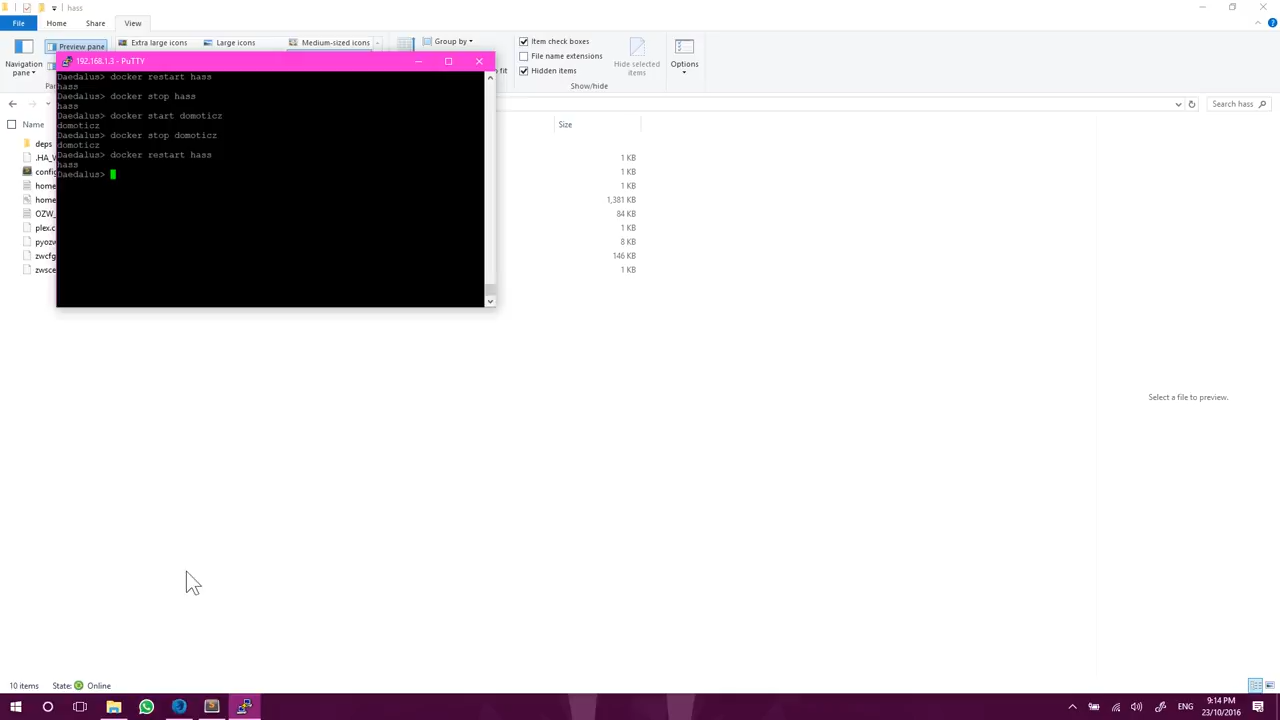 hass
File
Home
Share
View
Navigation
pane
Preview pane
Extra large icons
Large icons
Medium-sized icons
Group by
Item check boxes
File name extensions
Hidden items
Hide selected
items
Options
Show/hide
Search hass
Name
Size
deps
1 KB
1 KB
1 KB
1,381 KB
84 KB
1 KB
8 KB
146 KB
1 KB
192.168.1.3 - PuTTY
Daedalus> docker restart hass
hass
Daedalus> docker stop hass
hass
Daedalus> docker start domoticz
domoticz
Daedalus> docker stop domoticz
domoticz
Daedalus> docker restart hass
hass
Daedalus>
Select a file to preview.
10 items
State:
Online
ENG
9:14 PM
23/10/2016